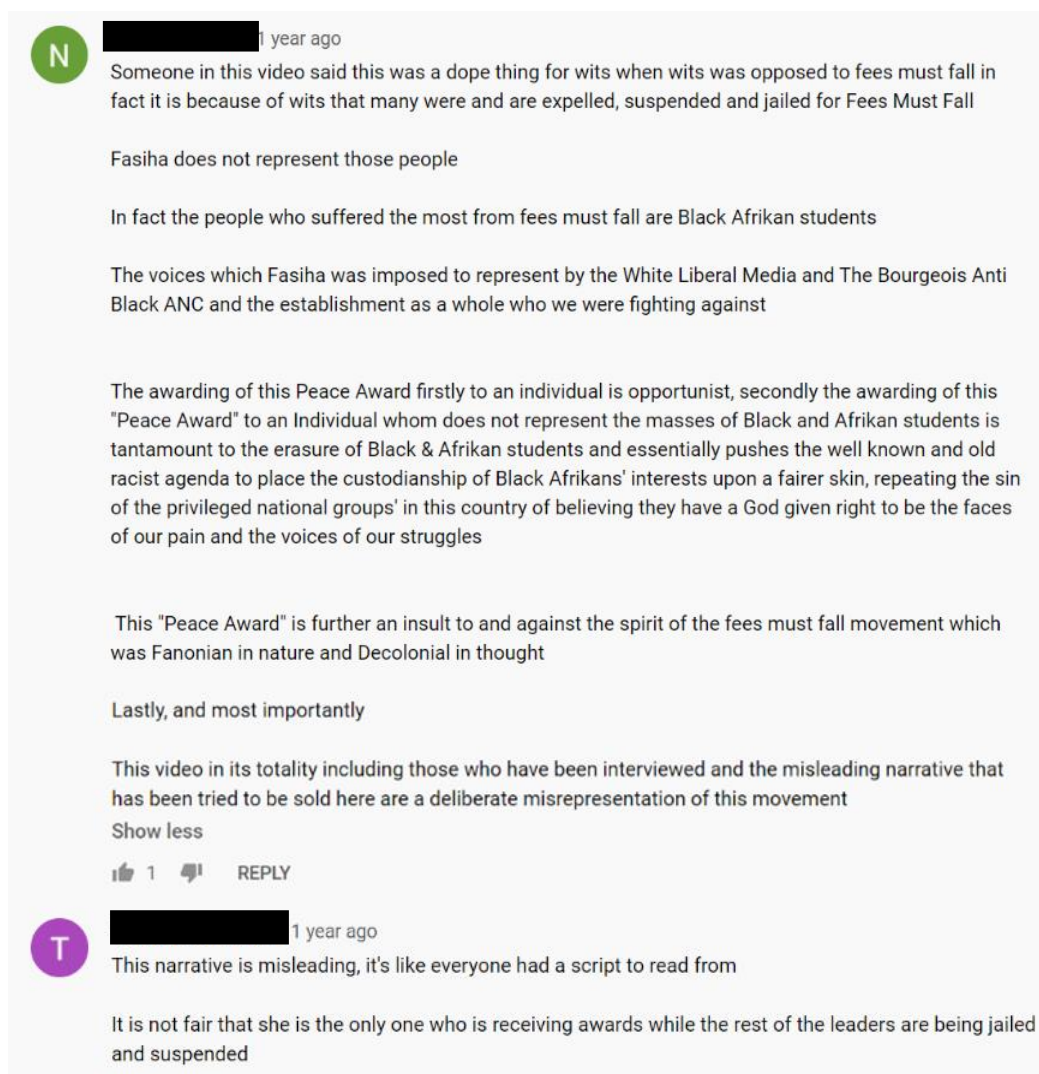 N
1 year ago
Someone in this video said this was a dope thing for wits when wits was opposed to fees must fall in
fact it is because of wits that many were and are expelled, suspended and jailed for Fees Must Fall
Fasiha does not represent those people
In fact the people who suffered the most from fees must fall are Black Afrikan students
The voices which Fasiha was imposed to represent by the White Liberal Media and The Bourgeois Anti
Black ANC and the establishment as a whole who we were fighting against
The awarding of this Peace Award firstly to an individual is opportunist, secondly the awarding of this
"Peace Award" to an Individual whom does not represent the masses of Black and Afrikan students is
tantamount to the erasure of Black & Afrikan students and essentially pushes the well known and old
racist agenda to place the custodianship of Black Afrikans' interests upon a fairer skin, repeating the sin
of the privileged national groups' in this country of believing they have a God given right to be the faces
of our pain and the voices of our struggles
This "Peace Award" is further an insult to and against the spirit of the fees must fall movement which
was Fanonian in nature and Decolonial in thought
Lastly, and most importantly
This video in its totality including those who have been interviewed and the misleading narrative that
has been tried to be sold here are a deliberate misrepresentation of this movement
Show less
1 REPLY
T
1 year ago
This narrative is misleading, it's like everyone had a script to read from
It is not fair that she is the only one who is receiving awards while the rest of the leaders are being jailed
and suspended